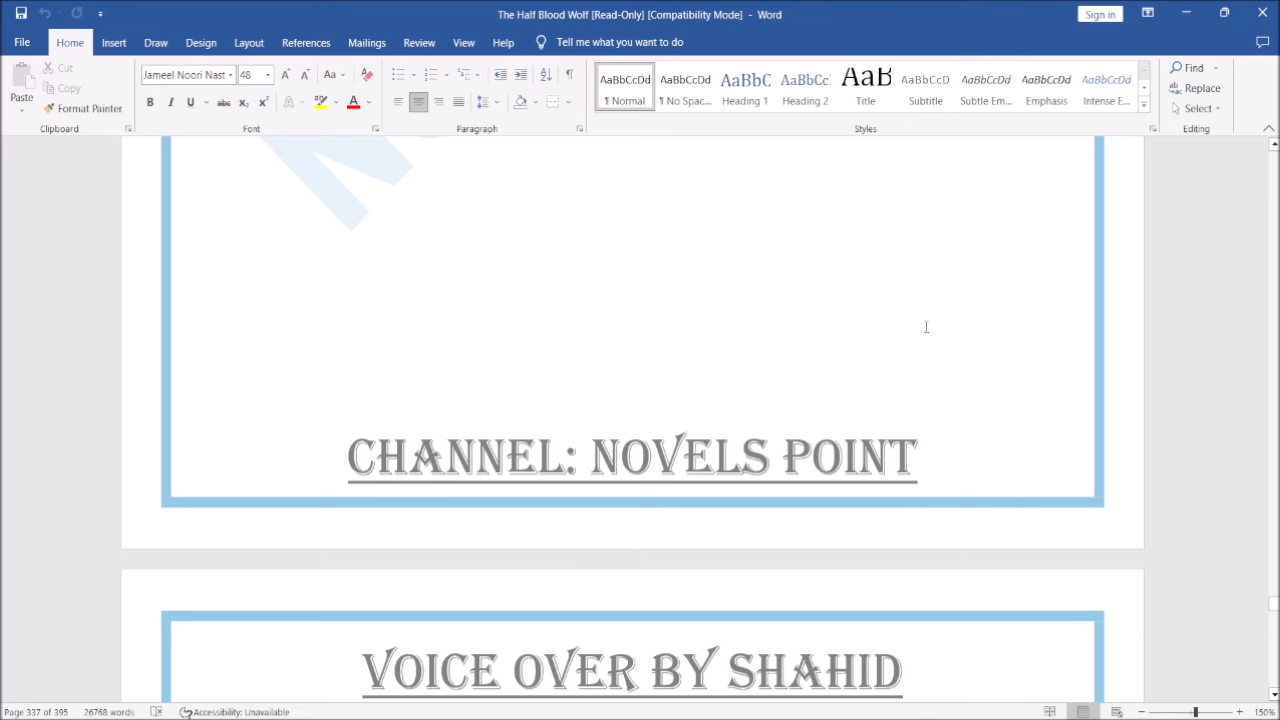 The Half Blood Wolf [Read-Only] [Compatibility Mode] - Word
Sign in
File Home Insert Draw Design Layout References Mailings Review View Help Tell me what you want to do
Paste
Cut
Copy
Format Painter
Clipboard
Jameel Noori Nast 48
Font
Paragraph
AaBbCcDd AaBbCcDd AaBbC AaBbCc AaB AaBbCcD AaBbCcDd AaBbCcDd AaBbCcDd
¶ Normal ¶ No Spac... Heading 1 Heading 2 Title Subtitle Subtle Em... Emphasis Intense E...
Styles
Find
Replace
Select
Editing
CHANNEL: NOVELS POINT
VOICE OVER BY SHAHID
Page 337 of 395 26768 words Accessibility: Unavailable 150%